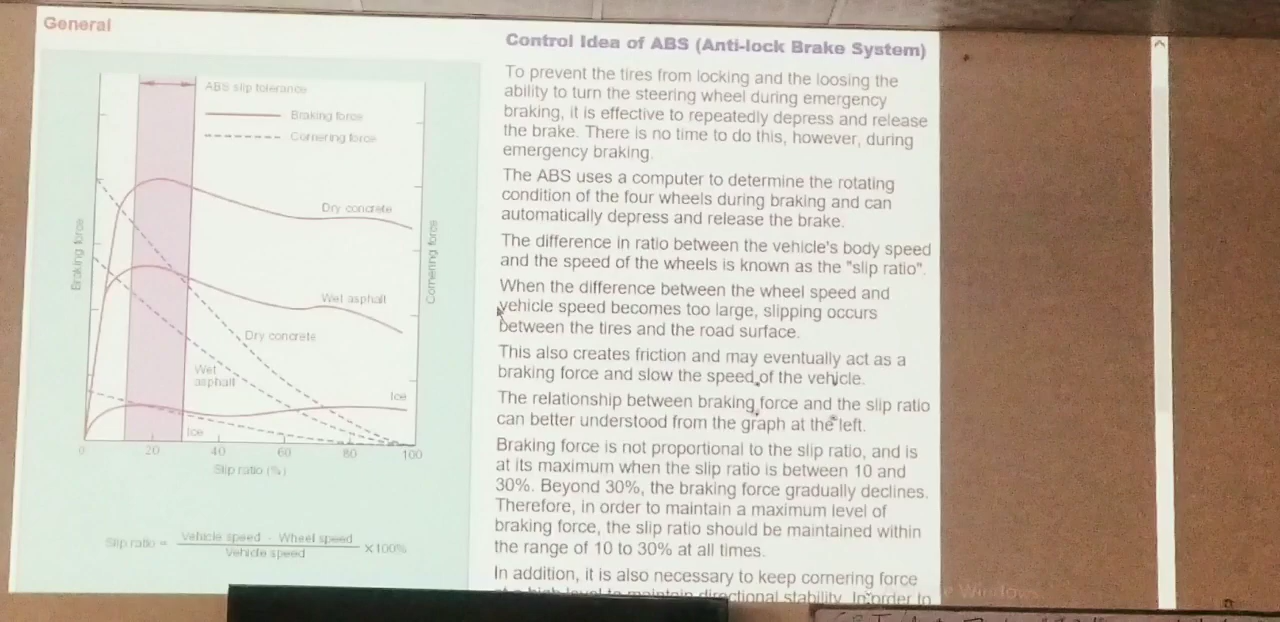 General
ABS slip tolerance
Braking force
Cornering force
Dry concrete
Braking force
Cornering force
Wet asphalt
Dry concrete
Wet
asphalt
Ice
Ice
0 20 40 60 80 100
Slip ratio (%)
Slip ratio = Vehicle speed - Wheel speed
Vehicle speed
×100%
Control Idea of ABS (Anti-lock Brake System)
To prevent the tires from locking and the loosing the
ability to turn the steering wheel during emergency
braking, it is effective to repeatedly depress and release
the brake. There is no time to do this, however, during
emergency braking.
The ABS uses a computer to determine the rotating
condition of the four wheels during braking and can
automatically depress and release the brake.
The difference in ratio between the vehicle's body speed
and the speed of the wheels is known as the "slip ratio".
When the difference between the wheel speed and
vehicle speed becomes too large, slipping occurs
between the tires and the road surface.
This also creates friction and may eventually act as a
braking force and slow the speed of the vehicle.
The relationship between braking force and the slip ratio
can better understood from the graph at the left.
Braking force is not proportional to the slip ratio, and is
at its maximum when the slip ratio is between 10 and
30%. Beyond 30%, the braking force gradually declines.
Therefore, in order to maintain a maximum level of
braking force, the slip ratio should be maintained within
the range of 10 to 30% at all times.
In addition, it is also necessary to keep cornering force
at a high level to maintain directional stability. In order to
Windows